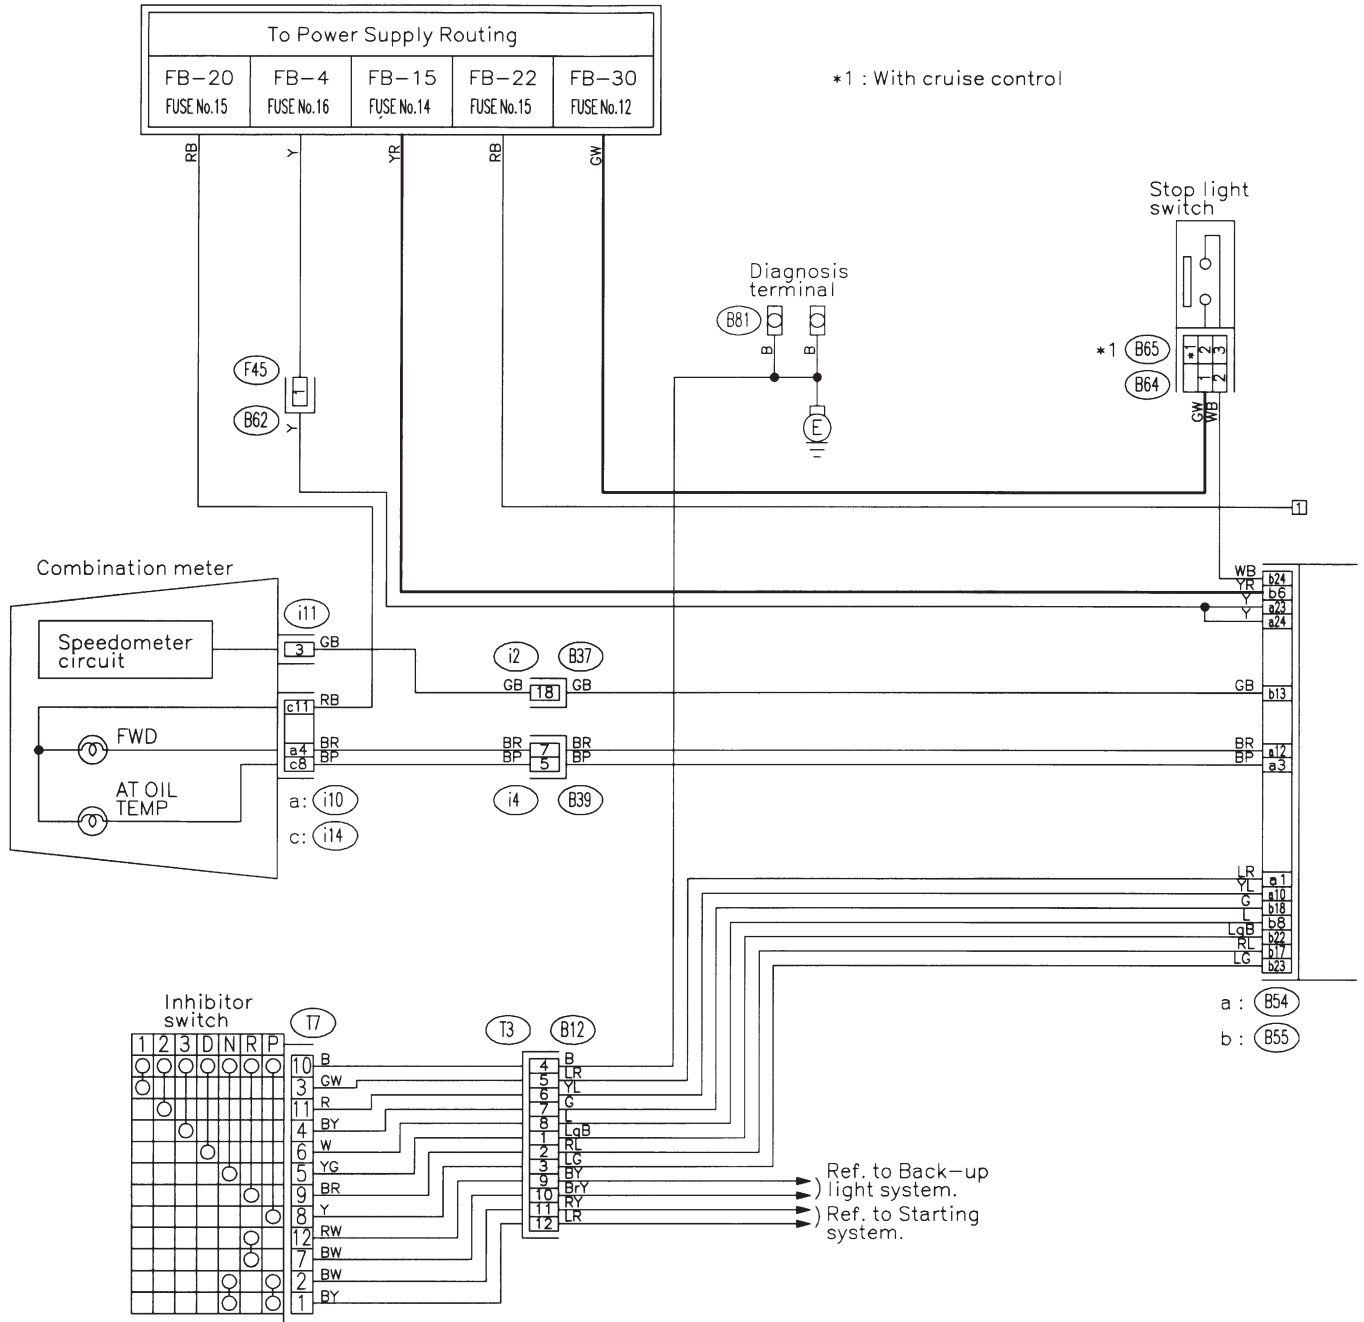 To Power Supply Routing
FB-20 FB-4 FB-15 FB-22 FB-30
FUSE No.15 FUSE No.16 FUSE No.14 FUSE No.15 FUSE No.12
*1 : With cruise control
RB Y YR RB GW
Stop light
switch
Diagnosis
terminal
B81
B B
*1 B65 *1 2 3
B64 1 2
GW WB
F45
1
B62
Y
E
1
Combination meter
WB b24
YR b6
Y a23
Y a24
i11
Speedometer
circuit
3 GB
i2 B37
GB 18 GB
GB b13
c11 RB
FWD
a4 BR
c8 BP
BR 7 BR
BP 5 BP
BR a12
BP a3
AT OIL
TEMP
a: i10
i4 B39
c: i14
LR a1
YL a10
G b18
L b8
LgB b22
RL b17
LG b23
a : B54
b : B55
Inhibitor
switch
T7
T3 B12
1 2 3 D N R P
10 B
3 GW
11 R
4 BY
6 W
5 YG
9 BR
8 Y
12 RW
7 BW
2 BW
1 BY
4 B
5 LR
6 YL
7 G
8 L
1 LgB
2 RL
3 LG
9 BY
10 BrY
11 RY
12 LR
Ref. to Back-up
light system.
Ref. to Starting
system.